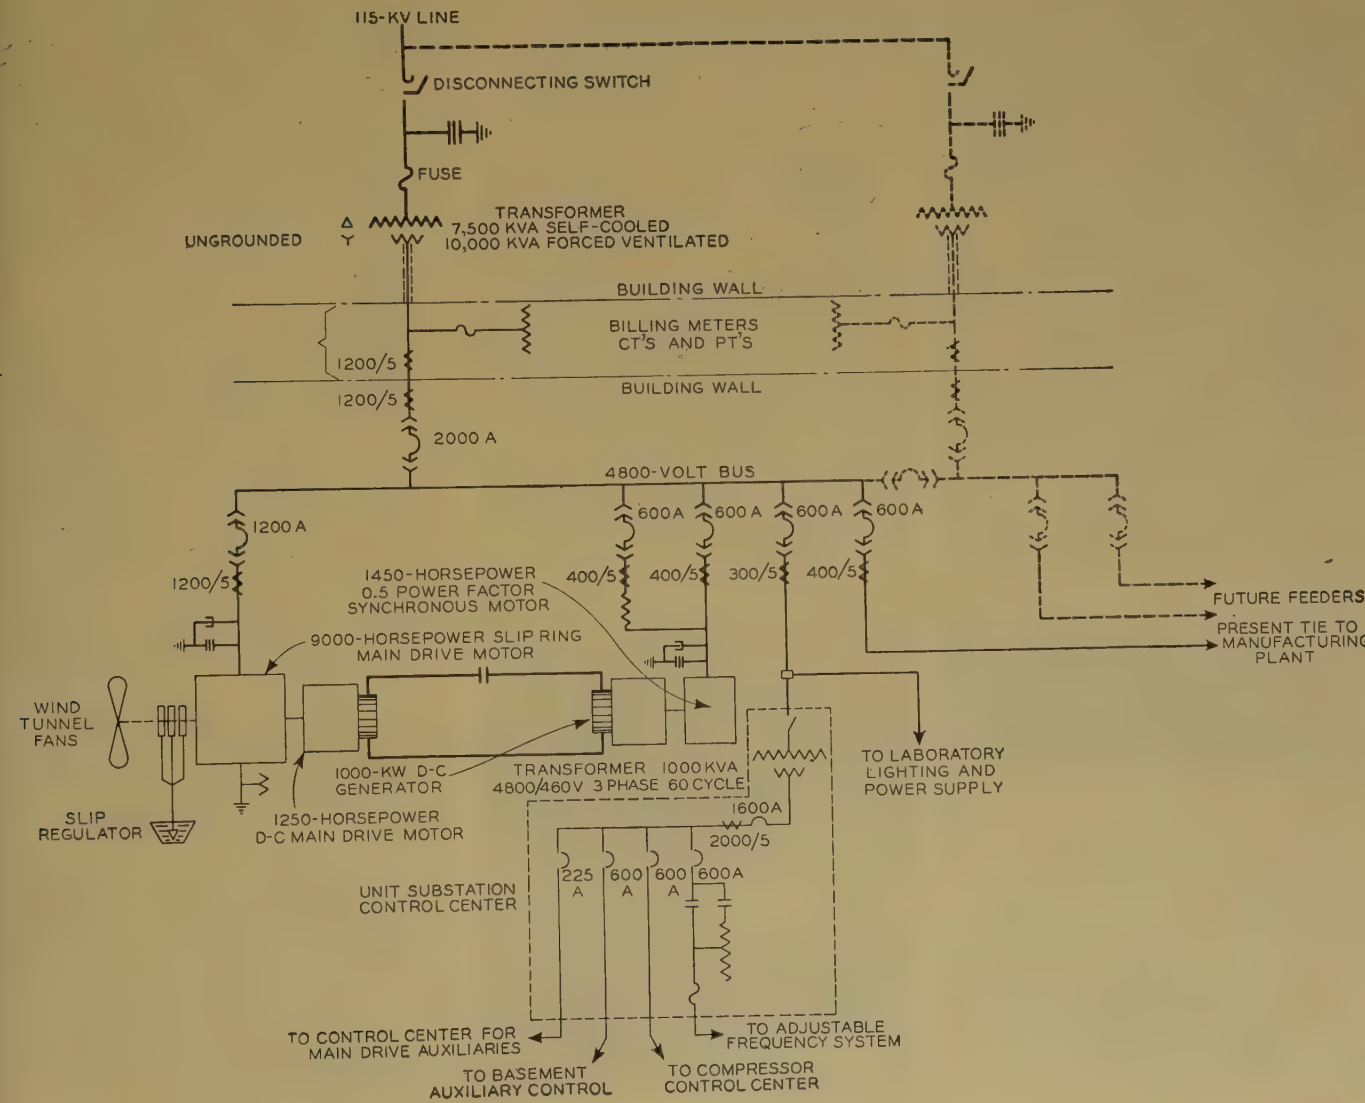 115-KV LINE
DISCONNECTING SWITCH
FUSE
TRANSFORMER
7,500 KVA SELF-COOLED
10,000 KVA FORCED VENTILATED
UNGROUNDED
Δ
Y
BUILDING WALL
BILLING METERS
CT'S AND PT'S
1200/5
BUILDING WALL
1200/5
2000 A
4800-VOLT BUS
1200 A
600A
600A
600A
600A
1200/5
400/5
400/5
300/5
400/5
1450-HORSEPOWER
0.5 POWER FACTOR
SYNCHRONOUS MOTOR
FUTURE FEEDERS
PRESENT TIE TO
MANUFACTURING
PLANT
9000-HORSEPOWER SLIP RING
MAIN DRIVE MOTOR
WIND
TUNNEL
FANS
SLIP
REGULATOR
1000-KW D-C
GENERATOR
1250-HORSEPOWER
D-C MAIN DRIVE MOTOR
TRANSFORMER 1000 KVA
4800/460V 3 PHASE 60 CYCLE
TO LABORATORY
LIGHTING AND
POWER SUPPLY
1600A
2000/5
225
A
600
A
600
A
600A
UNIT SUBSTATION
CONTROL CENTER
TO CONTROL CENTER FOR
MAIN DRIVE AUXILIARIES
TO BASEMENT
AUXILIARY CONTROL
TO COMPRESSOR
CONTROL CENTER
TO ADJUSTABLE
FREQUENCY SYSTEM